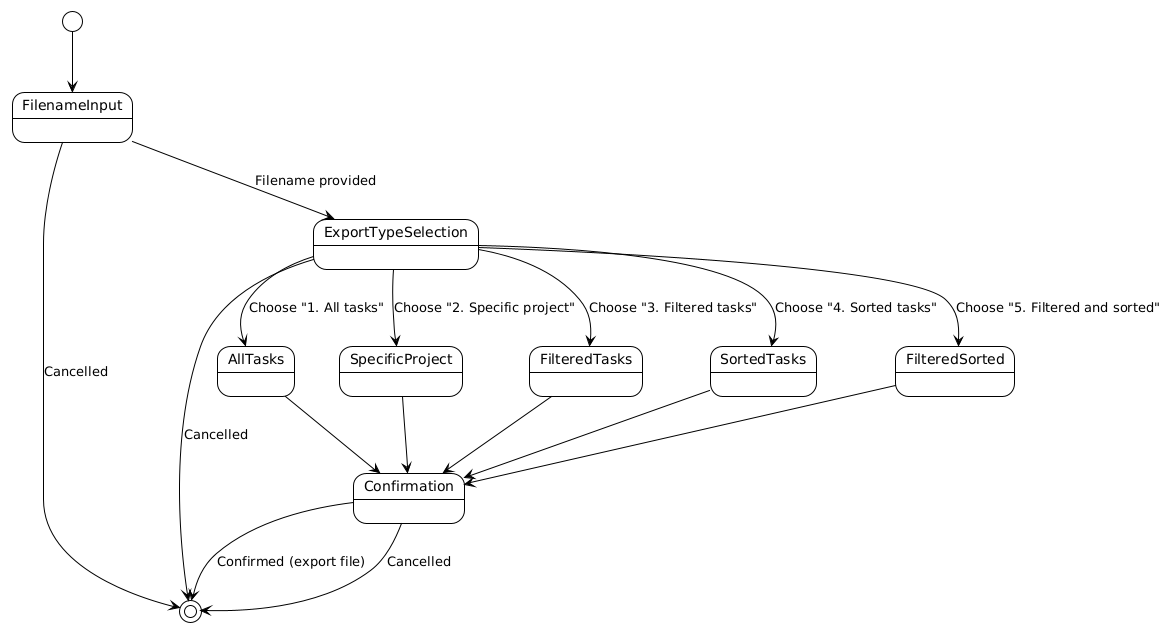 FilenameInput
Filename provided
ExportTypeSelection
Choose "1. All tasks"
Choose "2. Specific project"
Choose "3. Filtered tasks"
Choose "4. Sorted tasks"
Choose "5. Filtered and sorted"
AllTasks
SpecificProject
FilteredTasks
SortedTasks
FilteredSorted
Cancelled
Cancelled
Confirmation
Confirmed (export file)
Cancelled